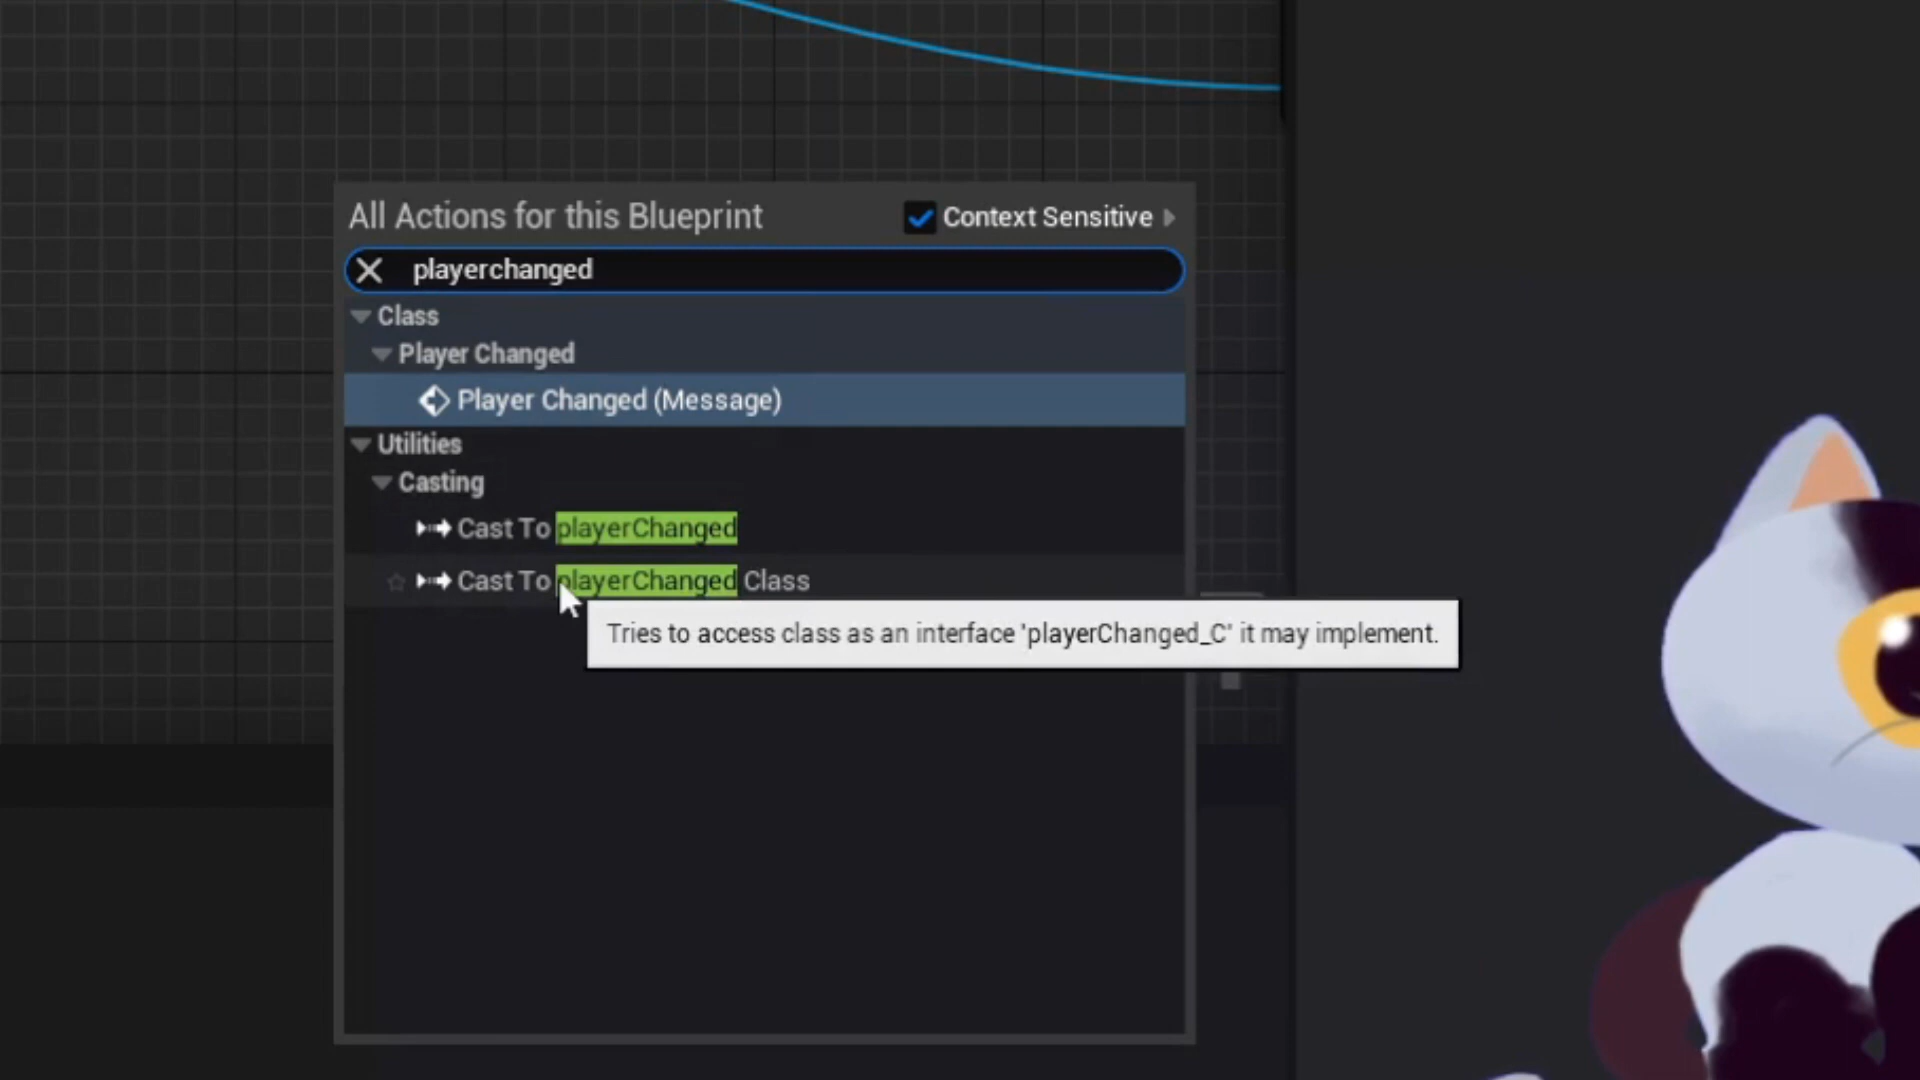 All Actions for this Blueprint
Context Sensitive
playerchanged
Class
Player Changed
Player Changed (Message)
Utilities
Casting
Cast To playerChanged
Cast To playerChanged Class
Tries to access class as an interface 'playerChanged_C' it may implement.